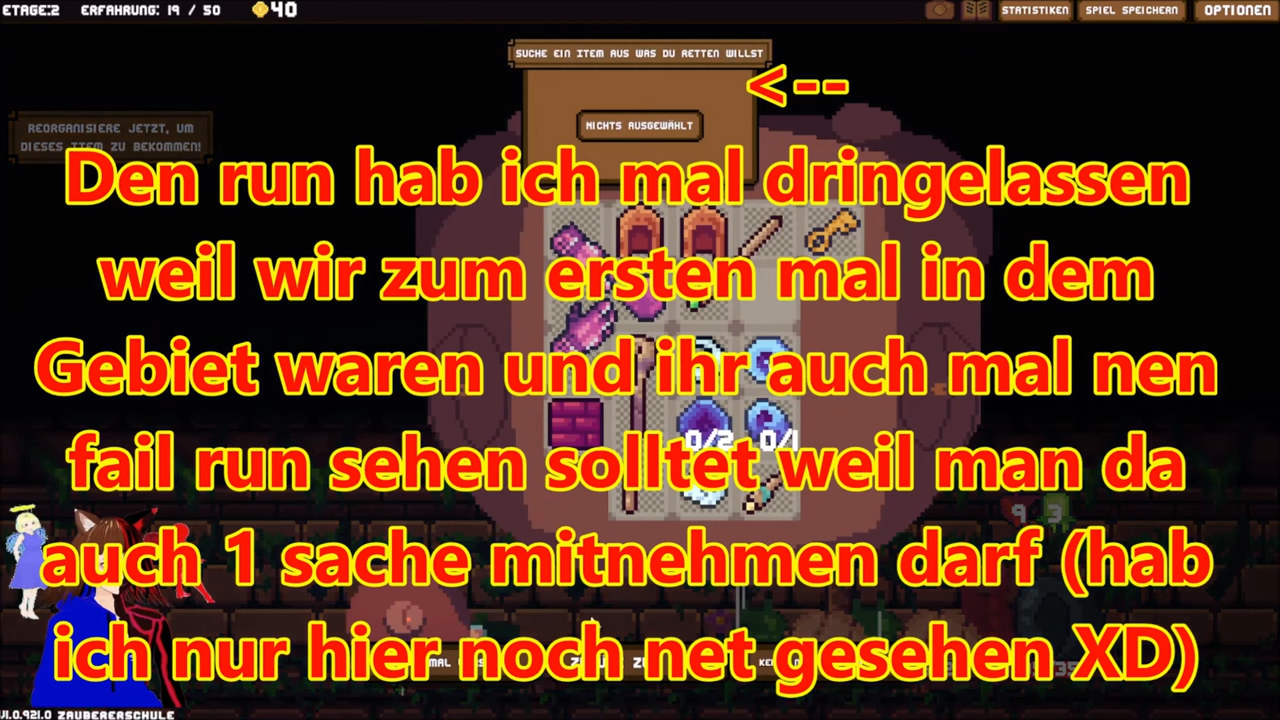 ETAGE:2 ERFAHRUNG: 19 / 50 40 STATISTIKEN SPIEL SPEICHERN OPTIONEN
SUCHE EIN ITEM AUS WAS DU RETTEN WILLST
<--
NICHTS AUSGEWÄHLT
REORGANISIERE JETZT, UM
DIESES ITEM ZU BEKOMMEN!
Den run hab ich mal dringelassen
weil wir zum ersten mal in dem
Gebiet waren und ihr auch mal nen
fail run sehen solltet weil man da
auch 1 sache mitnehmen darf (hab
ich nur hier noch net gesehen XD)
0/2 0/1
9 3
V1.0.921.0 ZAUBERERSCHULE